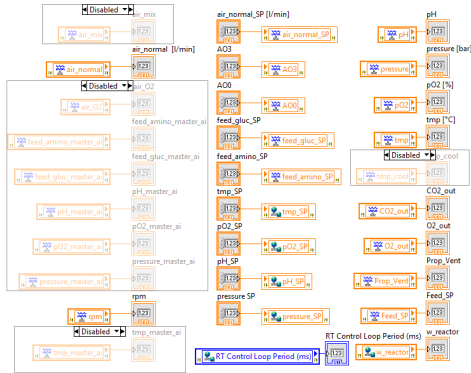 Disabled
air_mix
air_mix
air_normal [l/min]
air_normal
Disabled
air_O2
air_O2
feed_amino_master_ai
feed_amino_master_ai
feed_gluc_master_ai
feed_gluc_master_ai
pH_master_ai
pH_master_ai
pO2_master_ai
pO2_master_ai
pressure_master_ai
pressure_master_ai
rpm
rpm
Disabled
tmp_master_ai
tmp_master_ai
air_normal_SP [l/min]
air_normal_SP
AO3
AO3
AO0
AO0
feed_gluc_SP
feed_gluc_SP
feed_amino_SP
feed_amino_SP
tmp_SP
tmp_SP
pO2_SP
pO2_SP
pH_SP
pH_SP
pressure SP
pressure_SP
RT Control Loop Period (ms)
RT Control Loop Period (ms)
pH
pH
pressure [bar]
pressure
pO2 [%]
pO2
tmp [°C]
tmp
Disabled
tmp_cool
CO2_out
CO2_out
O2_out
O2_out
Prop_Vent
Prop_Vent
Feed_SP
Feed_SP
w_reactor
w_reactor